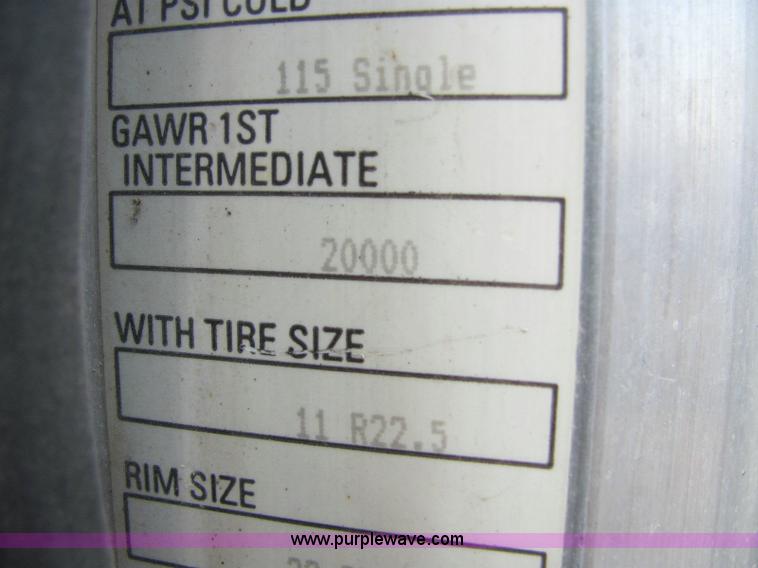 AT PSI COLD
115 Single
GAWR 1ST
INTERMEDIATE
20000
WITH TIRE SIZE
11 R22.5
RIM SIZE
www.purplewave.com